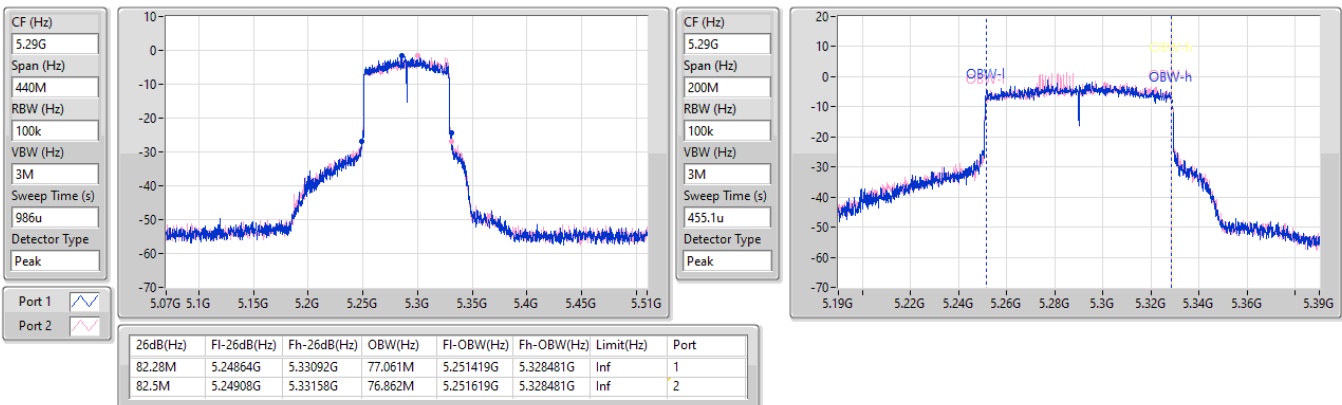 CF (Hz)
5.29G
Span (Hz)
440M
RBW (Hz)
100k
VBW (Hz)
3M
Sweep Time (s)
986u
Detector Type
Peak
Port 1
Port 2
10
0
-10
-20
-30
-40
-50
-60
-70
5.07G 5.1G 5.15G 5.2G 5.25G 5.3G 5.35G 5.4G 5.45G 5.51G
CF (Hz)
5.29G
Span (Hz)
200M
RBW (Hz)
100k
VBW (Hz)
3M
Sweep Time (s)
455.1u
Detector Type
Peak
20
10
0
-10
-20
-30
-40
-50
-60
-70
OBW-l OBW-h
5.19G 5.22G 5.24G 5.26G 5.28G 5.3G 5.32G 5.34G 5.36G 5.39G
26dB(Hz) Fl-26dB(Hz) Fh-26dB(Hz) OBW(Hz) Fl-OBW(Hz) Fh-OBW(Hz) Limit(Hz) Port
82.28M 5.24864G 5.33092G 77.061M 5.251419G 5.328481G Inf 1
82.5M 5.24908G 5.33158G 76.862M 5.251619G 5.328481G Inf 2